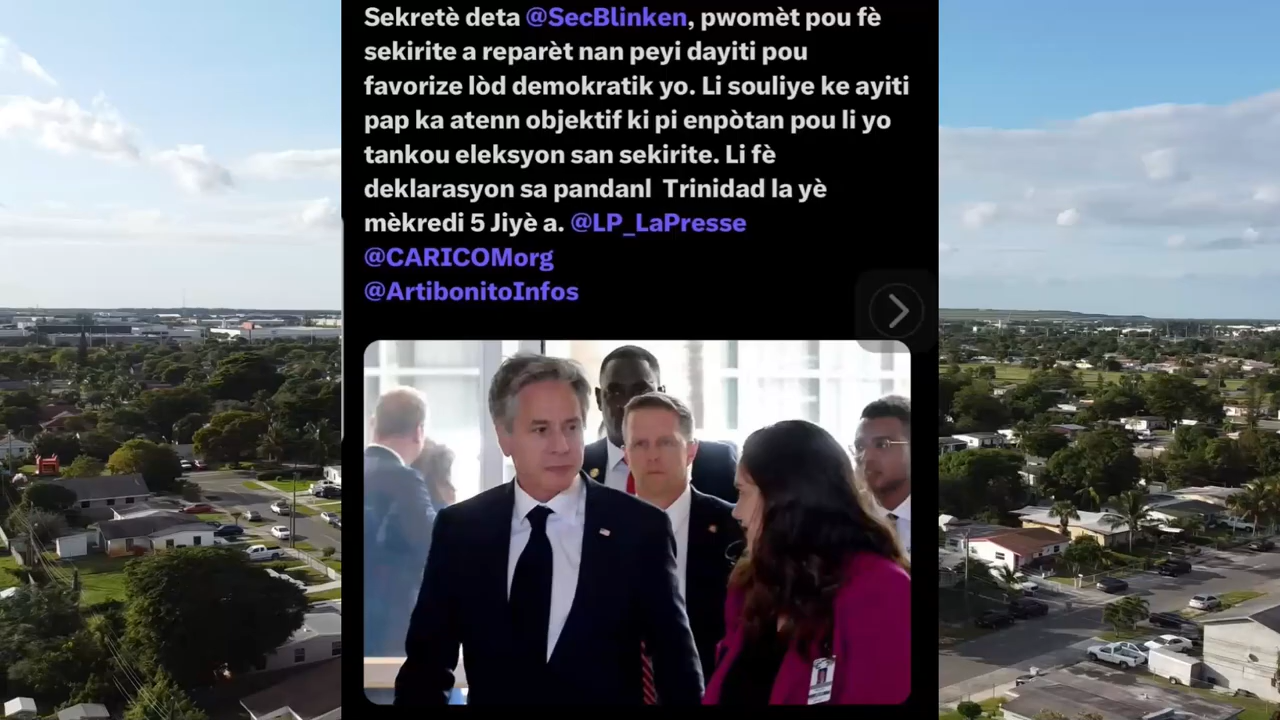 Sekretè deta @SecBlinken, pwomèt pou fè
sekirite a reparèt nan peyi dayiti pou
favorize lòd demokratik yo. Li souliye ke ayiti
pap ka atenn objektif ki pi enpòtan pou li yo
tankou eleksyon san sekirite. Li fè
deklarasyon sa pandanl Trinidad la yè
mèkredi 5 Jiyè a. @LP_LaPresse
@CARICOMorg
@ArtibonitoInfos